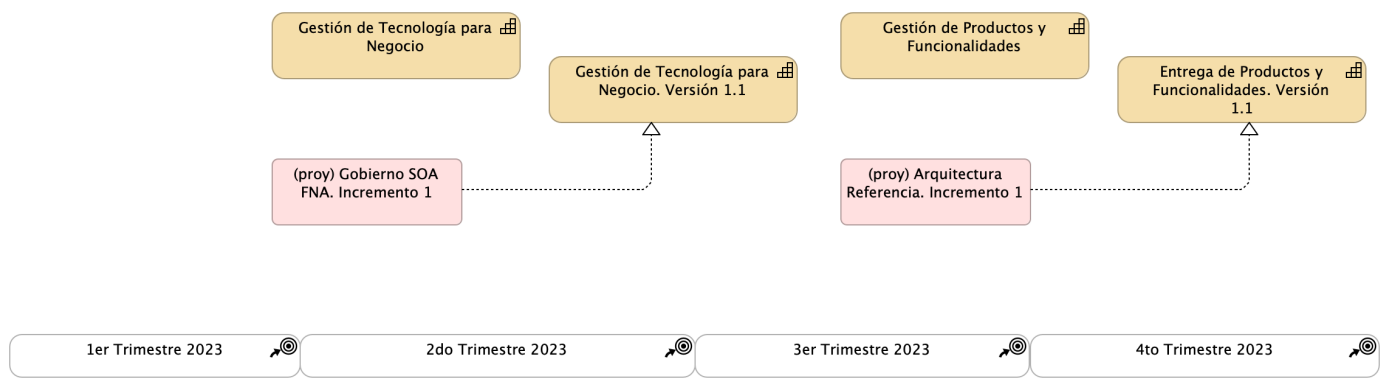 Gestión de Tecnología para
Negocio
Gestión de Tecnología para
Negocio. Versión 1.1
Gestión de Productos y
Funcionalidades
Entrega de Productos y
Funcionalidades. Versión
1.1
(proy) Gobierno SOA
FNA. Incremento 1
(proy) Arquitectura
Referencia. Incremento 1
1er Trimestre 2023
2do Trimestre 2023
3er Trimestre 2023
4to Trimestre 2023